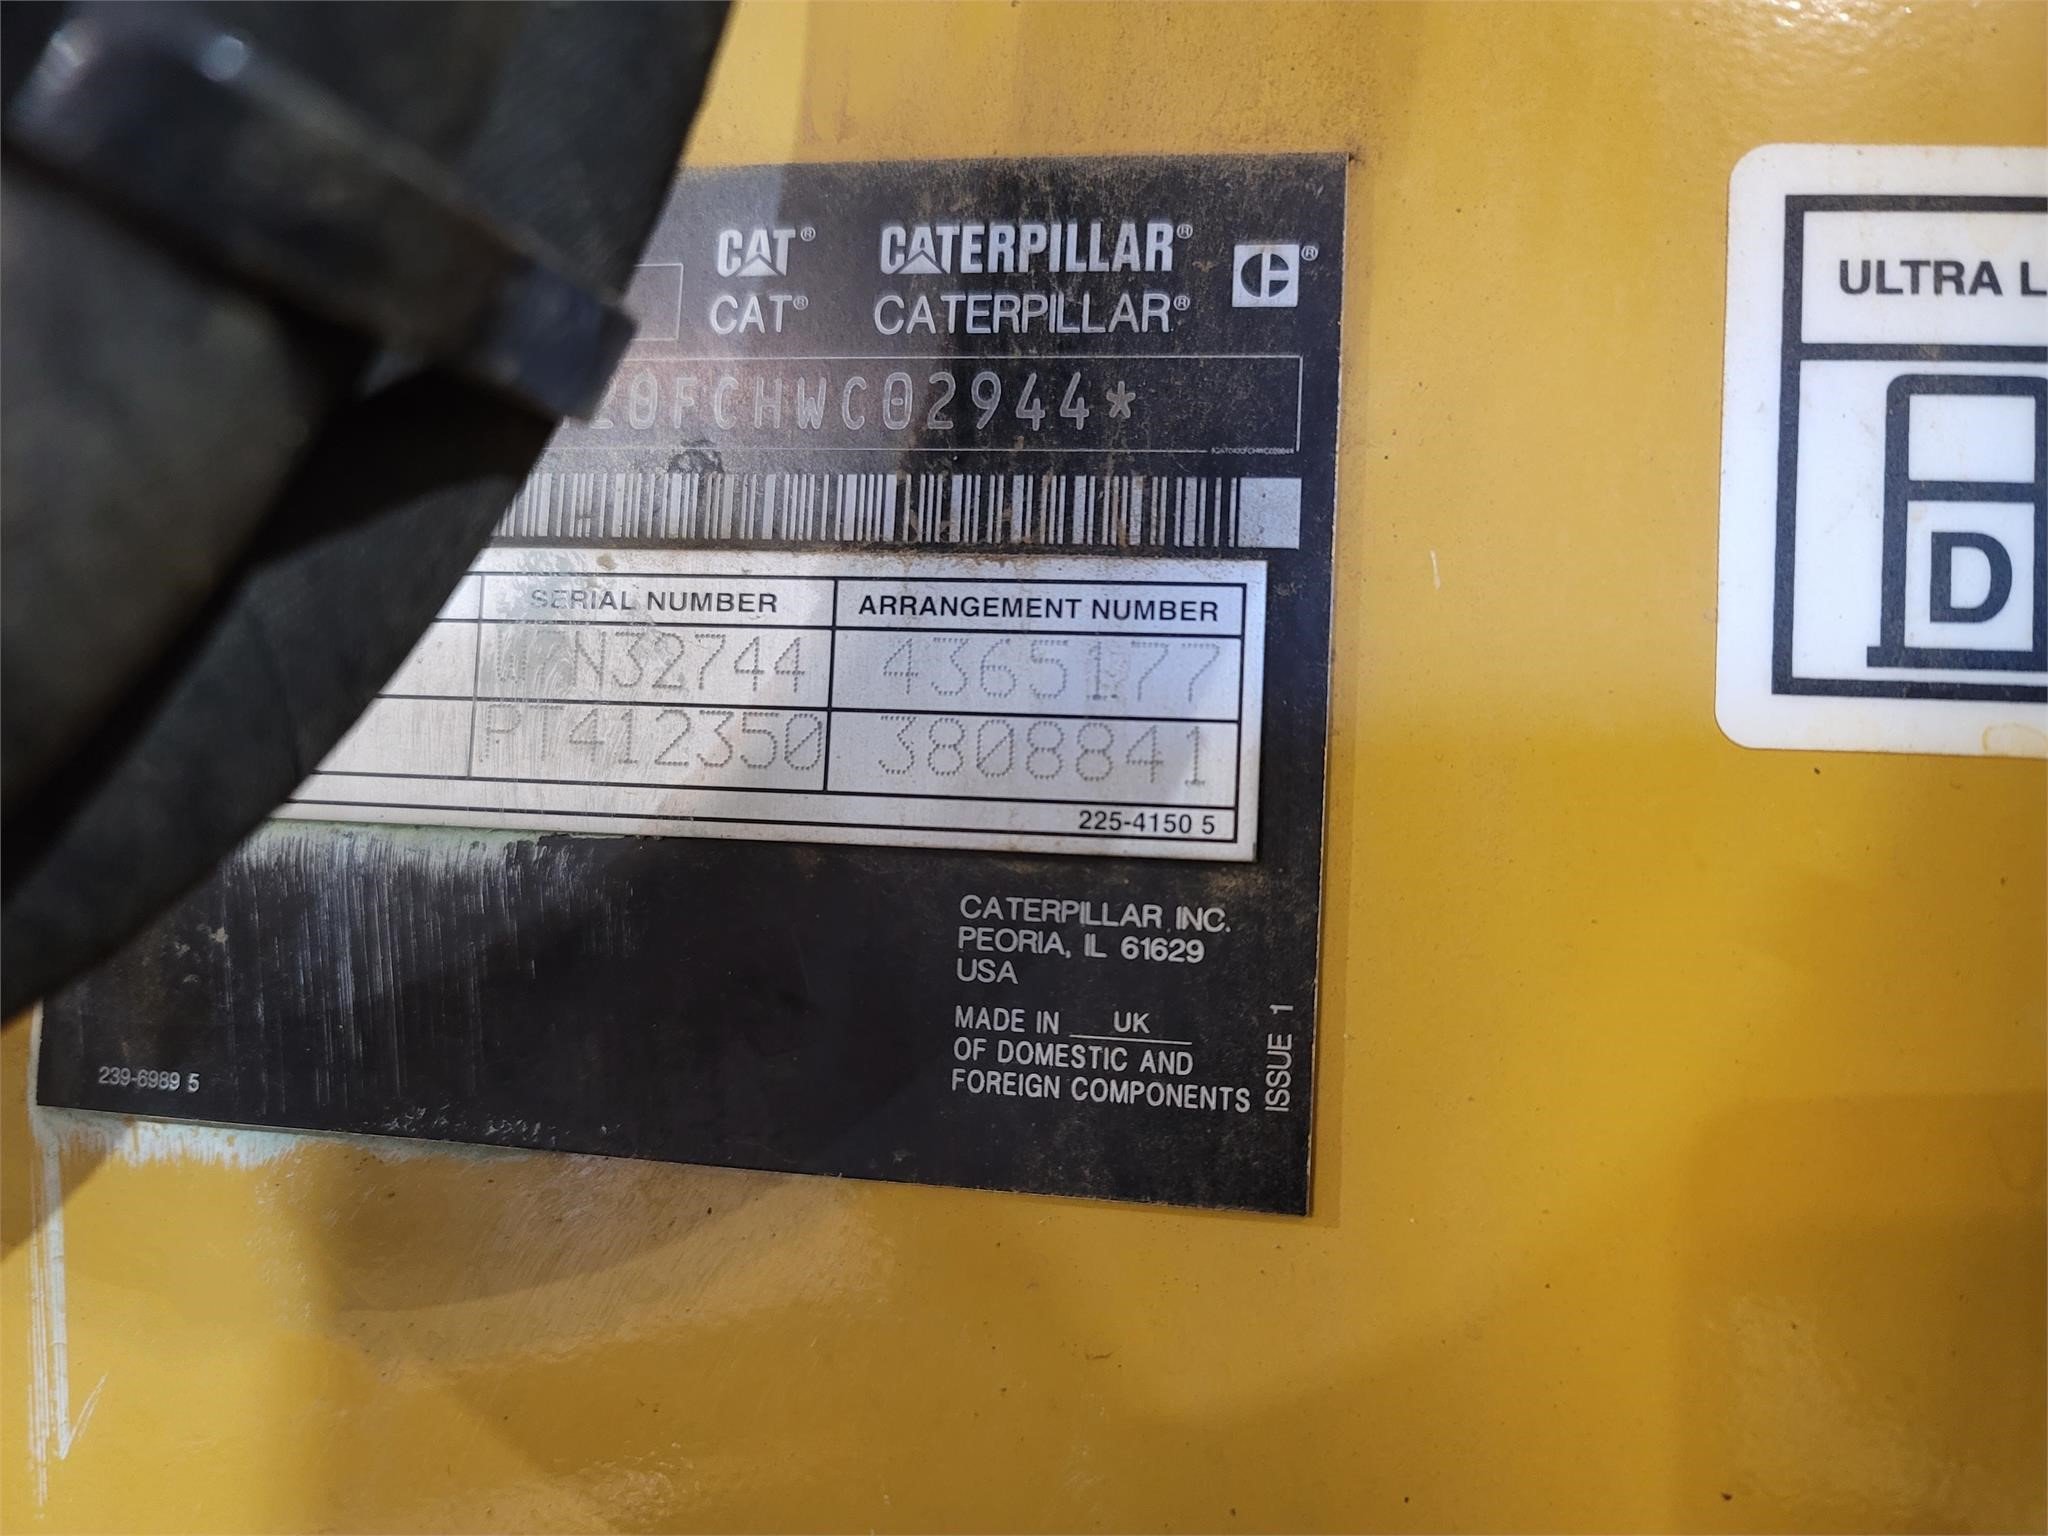 CAT® CATERPILLAR®
CAT® CATERPILLAR®
20FCHWC02944*
SERIAL NUMBER ARRANGEMENT NUMBER
N32744 4365177
PT412350 3808841
225-4150 5
CATERPILLAR INC.
PEORIA, IL 61629
USA
MADE IN UK
OF DOMESTIC AND
FOREIGN COMPONENTS
ISSUE 1
239-6989 5
ULTRA L
D